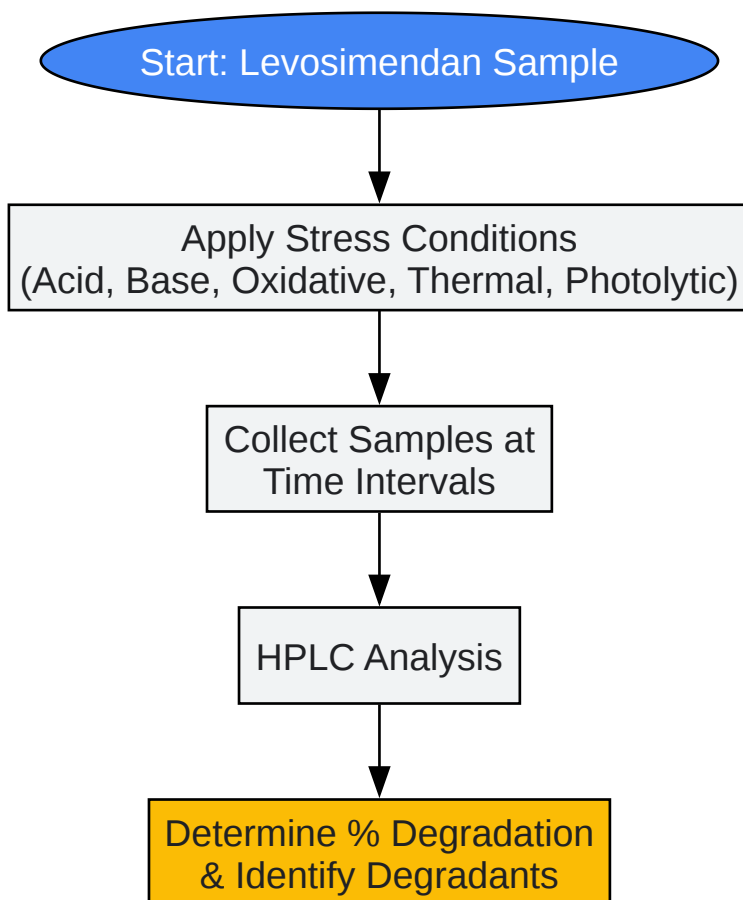 Start: Levosimendan Sample
Apply Stress Conditions
(Acid, Base, Oxidative, Thermal, Photolytic)
Collect Samples at
Time Intervals
HPLC Analysis
Determine % Degradation
& Identify Degradants